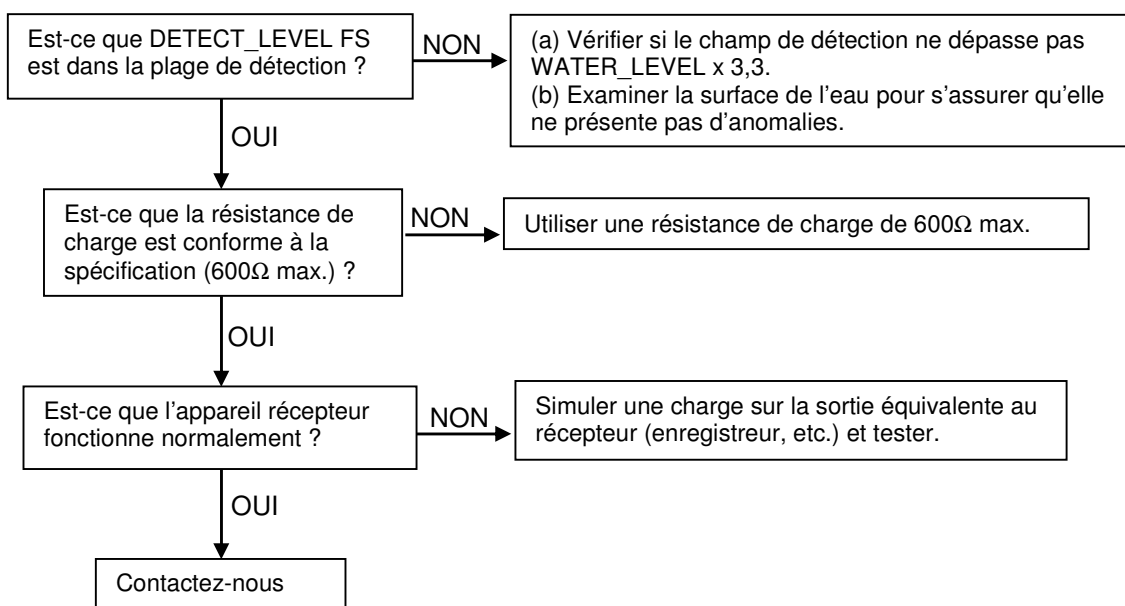 Est-ce que DETECT_LEVEL FS
est dans la plage de détection ?
NON
(a) Vérifier si le champ de détection ne dépasse pas
WATER_LEVEL x 3,3.
(b) Examiner la surface de l'eau pour s'assurer qu'elle
ne présente pas d'anomalies.
OUI
Est-ce que la résistance de
charge est conforme à la
spécification (600Ω max.) ?
NON
Utiliser une résistance de charge de 600Ω max.
OUI
Est-ce que l'appareil récepteur
fonctionne normalement ?
NON
Simuler une charge sur la sortie équivalente au
récepteur (enregistreur, etc.) et tester.
OUI
Contactez-nous